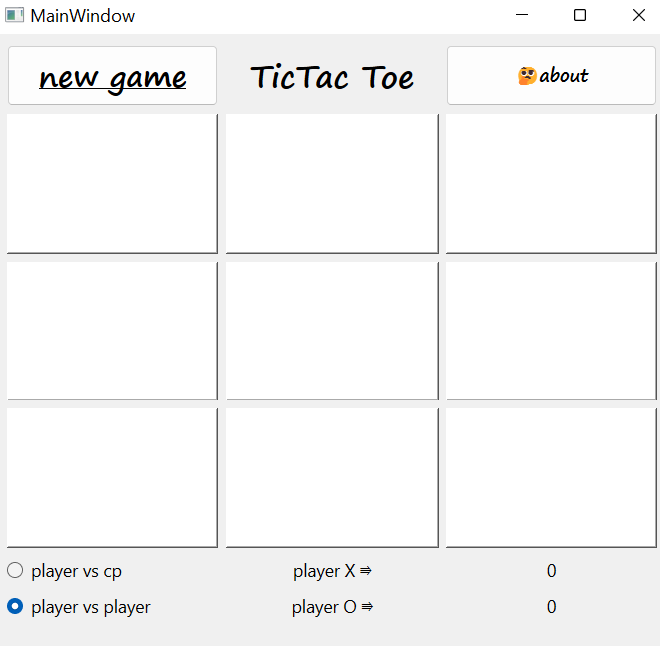 MainWindow
new game
TicTac Toe
🤔about
player vs cp
player X ⇛
0
player vs player
player O ⇛
0